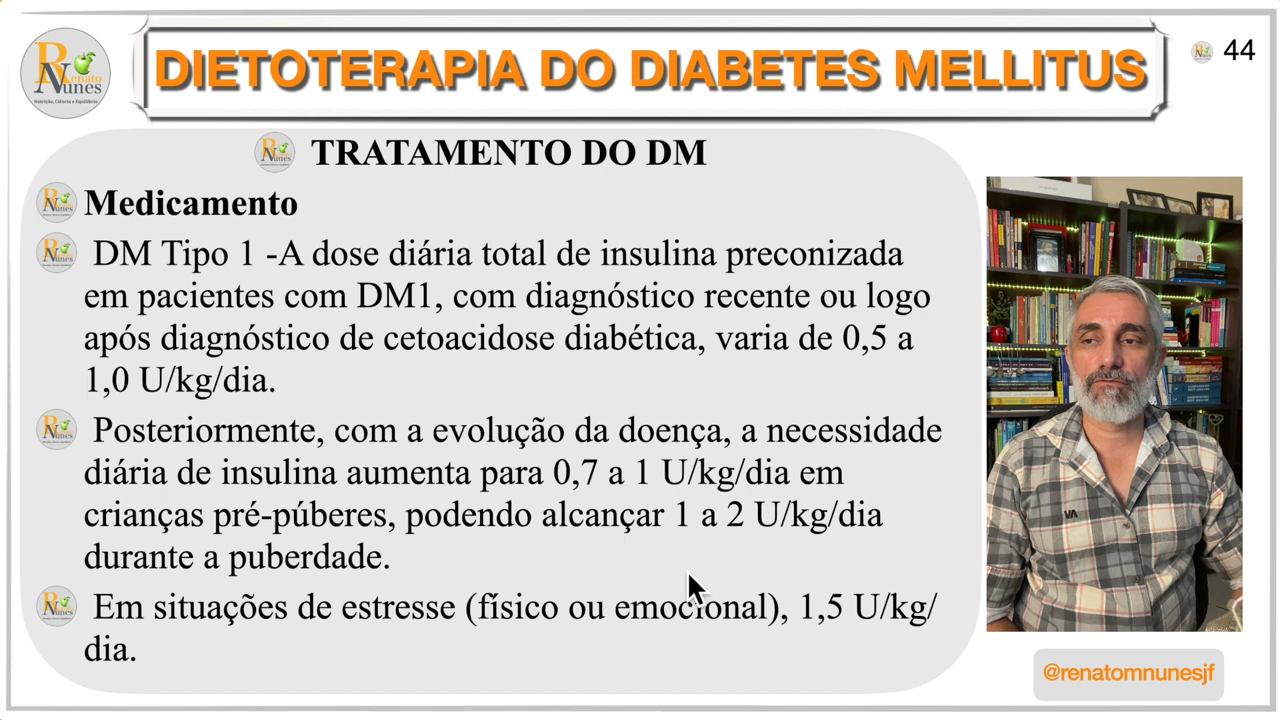 Renato
Nunes
Nutrição, Ciência e Equilíbrio
DIETOTERAPIA DO DIABETES MELLITUS
44
TRATAMENTO DO DM
Medicamento
DM Tipo 1 -A dose diária total de insulina preconizada
em pacientes com DM1, com diagnóstico recente ou logo
após diagnóstico de cetoacidose diabética, varia de 0,5 a
1,0 U/kg/dia.
Posteriormente, com a evolução da doença, a necessidade
diária de insulina aumenta para 0,7 a 1 U/kg/dia em
crianças pré-púberes, podendo alcançar 1 a 2 U/kg/dia
durante a puberdade.
Em situações de estresse (físico ou emocional), 1,5 U/kg/
dia.
VA
@renatomnunesjf